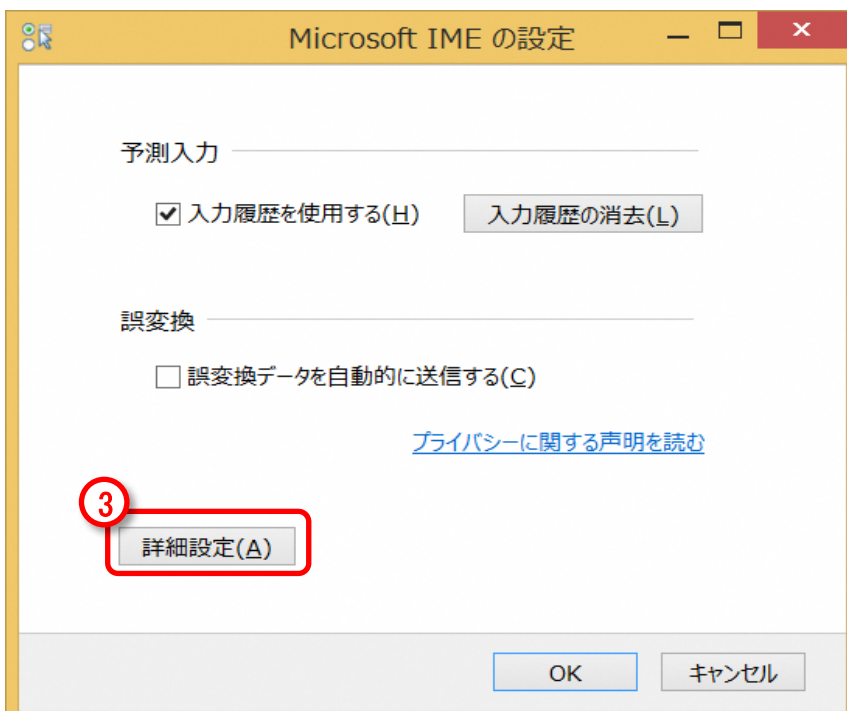 Microsoft IME の設定
予測入力
入力履歴を使用する(H) 入力履歴の消去(L)
誤変換
誤変換データを自動的に送信する(C)
プライバシーに関する声明を読む
3
詳細設定(A)
OK キャンセル